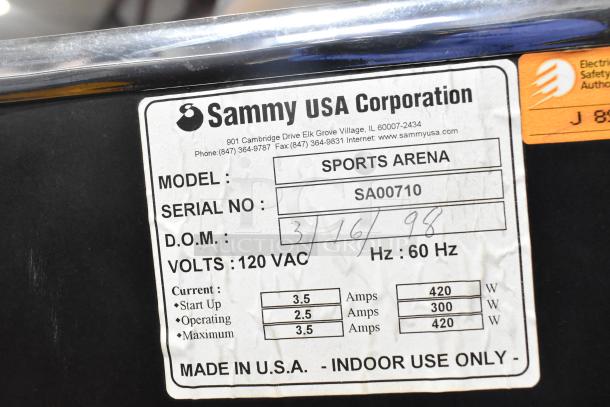 Sammy USA Corporation
901 Cambridge Drive Elk Grove Village, IL 60007-2434
Phone:(847) 364-9787 Fax:(847) 364-9831 Internet: www.sammyusa.com
MODEL : SPORTS ARENA
SERIAL NO : SA00710
D.O.M. : 3/16/98
VOLTS : 120 VAC Hz : 60 Hz
Current :
•Start Up 3.5 Amps 420 W
•Operating 2.5 Amps 300 W
•Maximum 3.5 Amps 420 W
MADE IN U.S.A. - INDOOR USE ONLY -
Electric
Safety
Autho
J 89